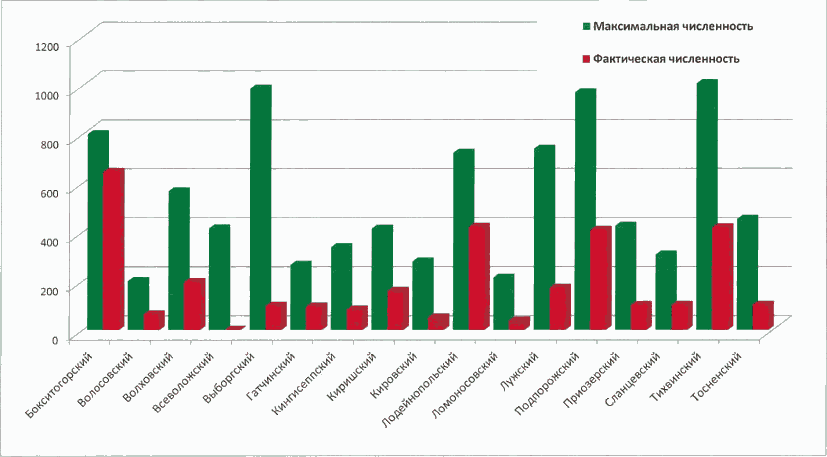 Максимальная численность
Фактическая численность
1200
1000
800
600
400
200
0
Бокситогорский
Волосовский
Волховский
Всеволожский
Выборгский
Гатчинский
Кингисеппский
Киришский
Кировский
Лодейнопольский
Ломоносовский
Лужский
Подпорожский
Приозерский
Сланцевский
Тихвинский
Тосненский